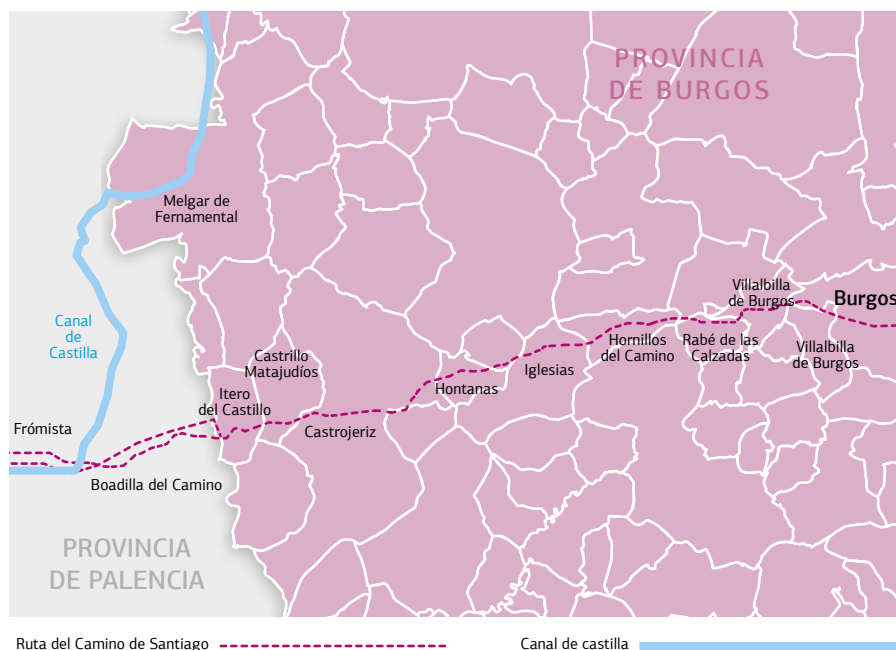 PROVINCIA
DE BURGOS
Melgar de
Fernamental
Villalbilla
de Burgos
Burgos
Canal
de
Castilla
Hornillos
del Camino
Rabé de las
Calzadas
Villalbilla
de Burgos
Castrillo
Matajudíos
Iglesias
Hontanas
Itero
del Castillo
Frómista
Castrojeriz
Boadilla del Camino
PROVINCIA
DE PALENCIA
Ruta del Camino de Santiago
Canal de castilla